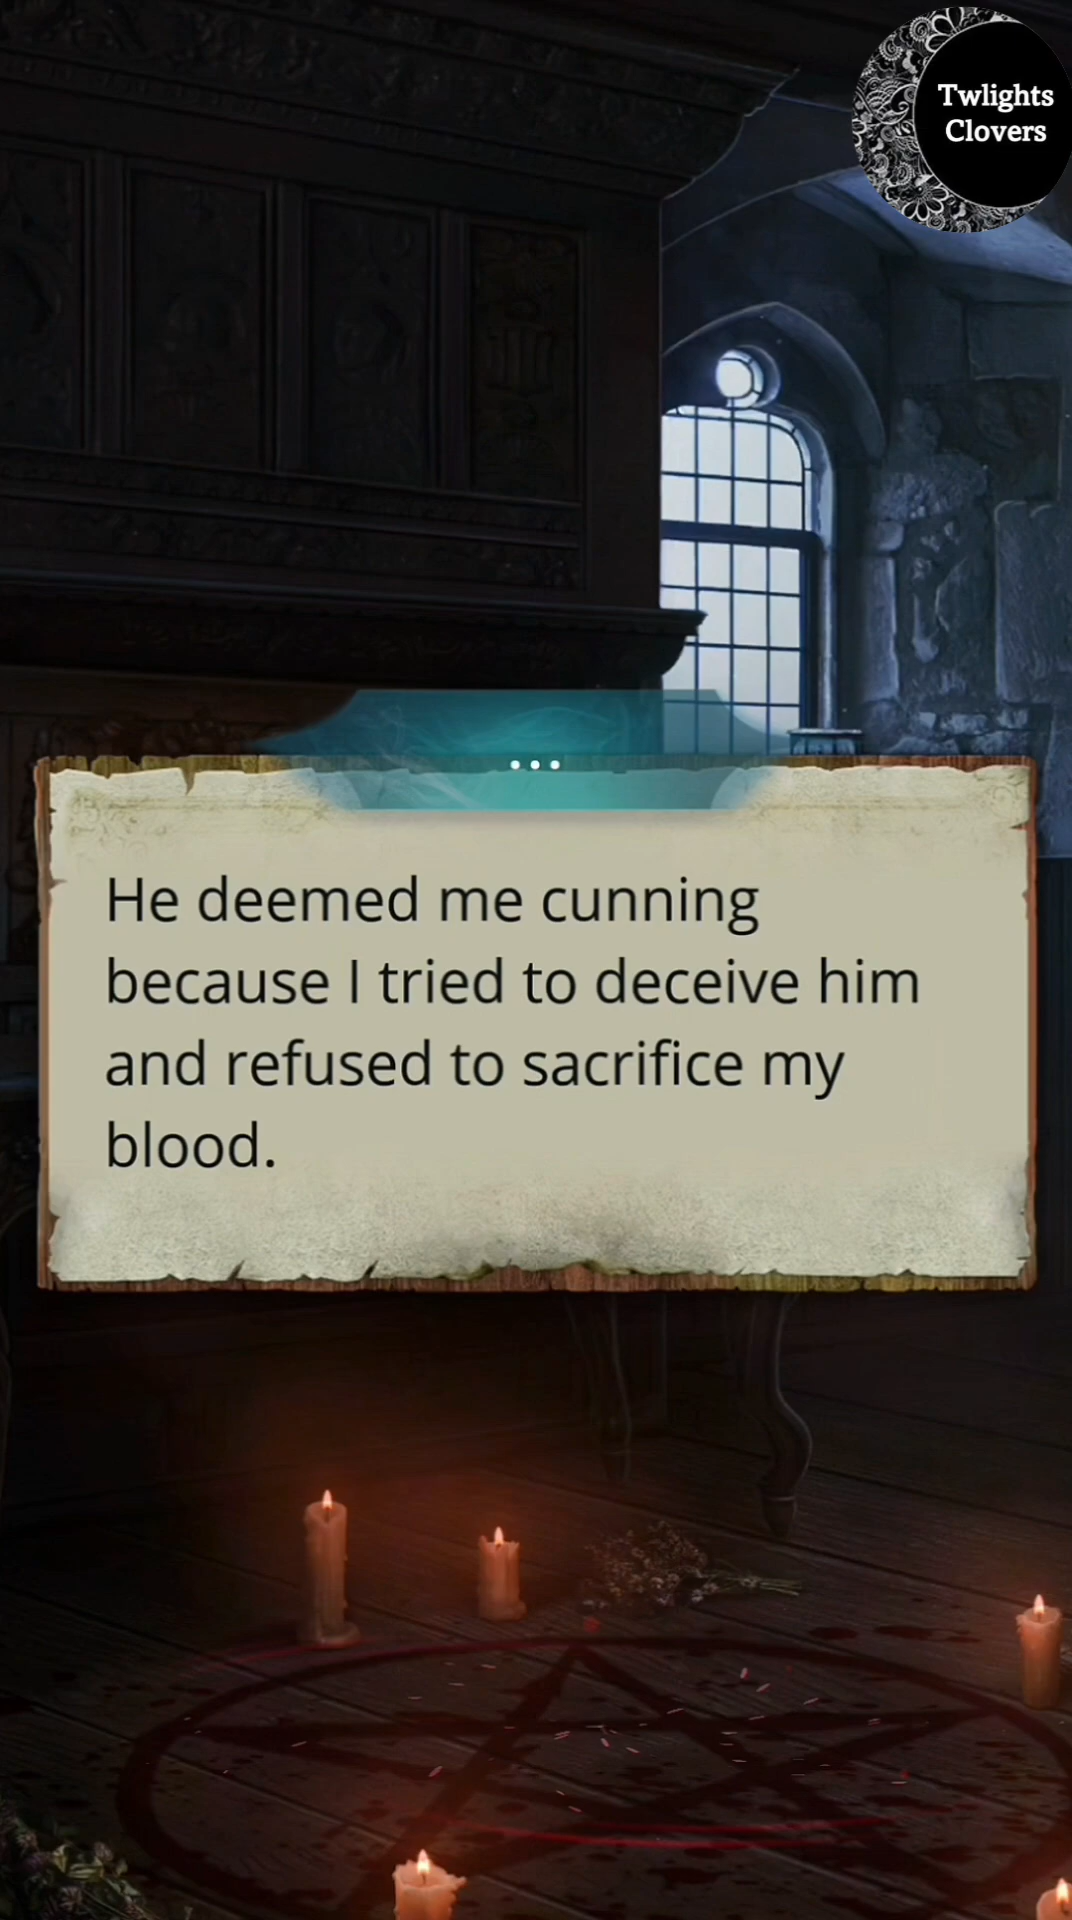 Twlights
Clovers
...
He deemed me cunning
because I tried to deceive him
and refused to sacrifice my
blood.